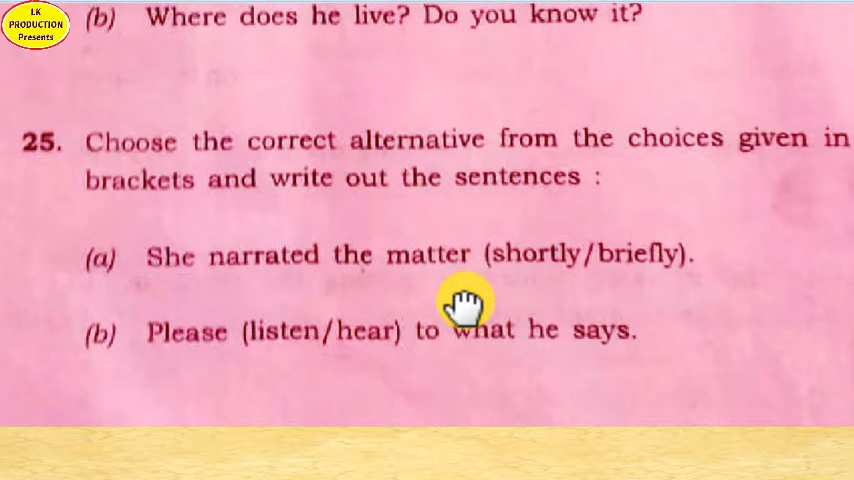 LK
PRODUCTION
Presents
(b) Where does he live? Do you know it?
25. Choose the correct alternative from the choices given in
brackets and write out the sentences :
(a) She narrated the matter (shortly/briefly).
(b) Please (listen/hear) to what he says.